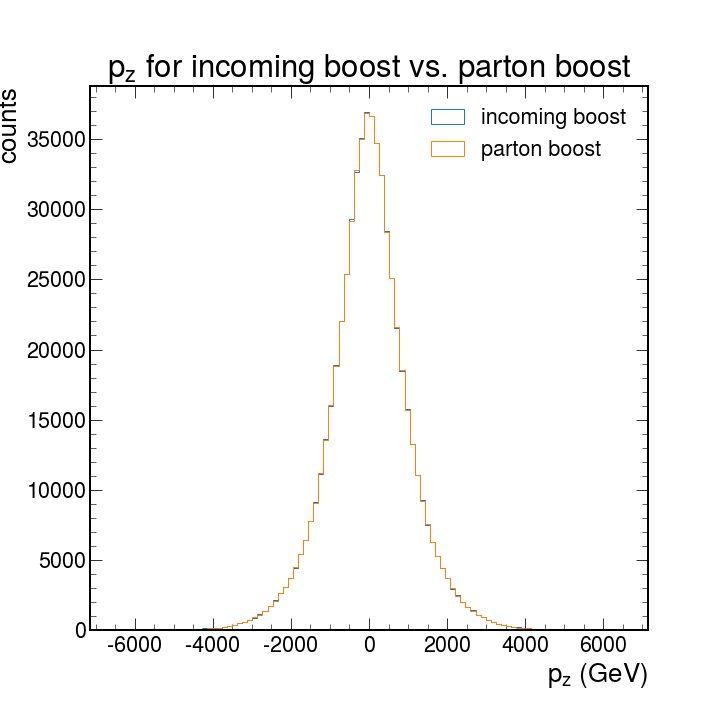 p_z for incoming boost vs. parton boost
counts
incoming boost
parton boost
35000
30000
25000
20000
15000
10000
5000
0
-6000 -4000 -2000 0 2000 4000 6000
p_z (GeV)